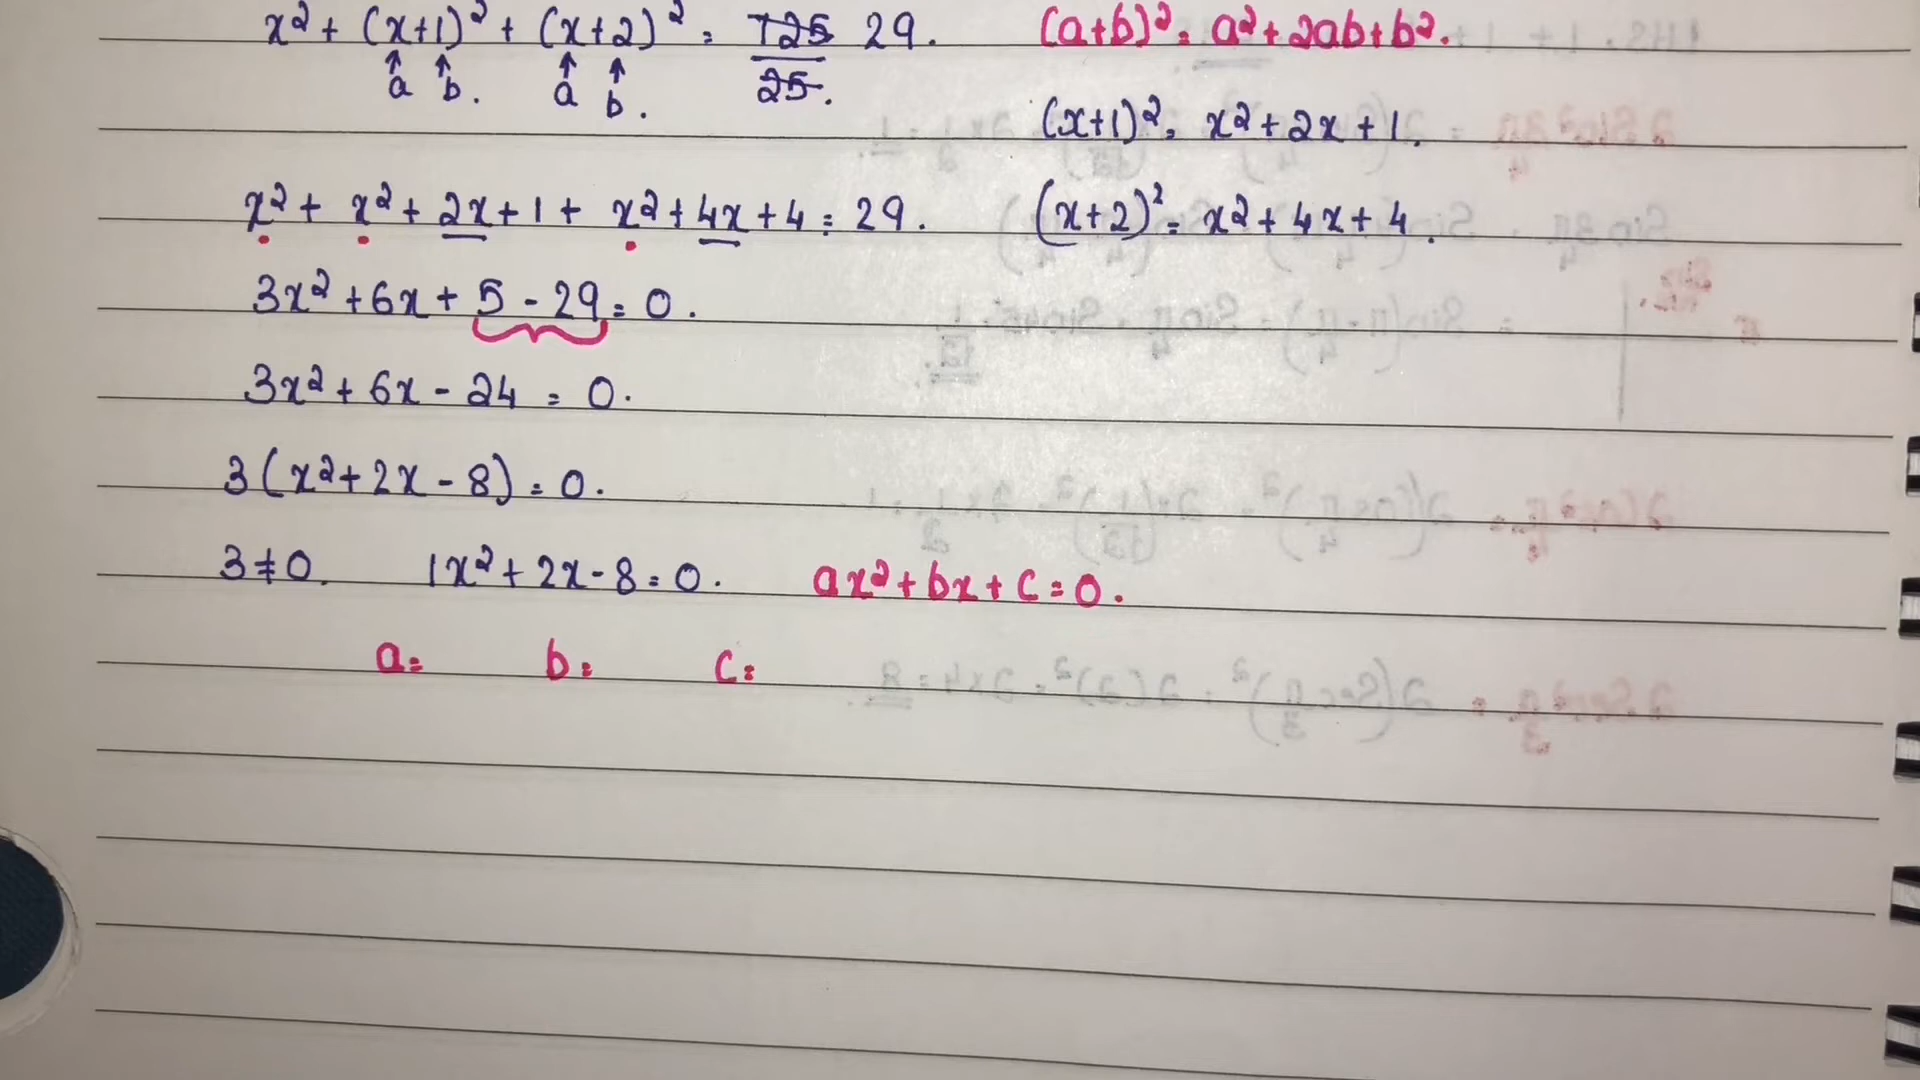 x² + (x+1)² + (x+2)² = 125 29. (a+b)² = a² + 2ab + b².
a b. a b. 25.
(x+1)² = x² + 2x + 1.
x² + x² + 2x + 1 + x² + 4x + 4 = 29. (x+2)² = x² + 4x + 4.
3x² + 6x + 5 - 29 = 0.
3x² + 6x - 24 = 0.
3(x² + 2x - 8) = 0.
3≠0. 1x² + 2x - 8 = 0. ax² + bx + c = 0.
a= b= c=